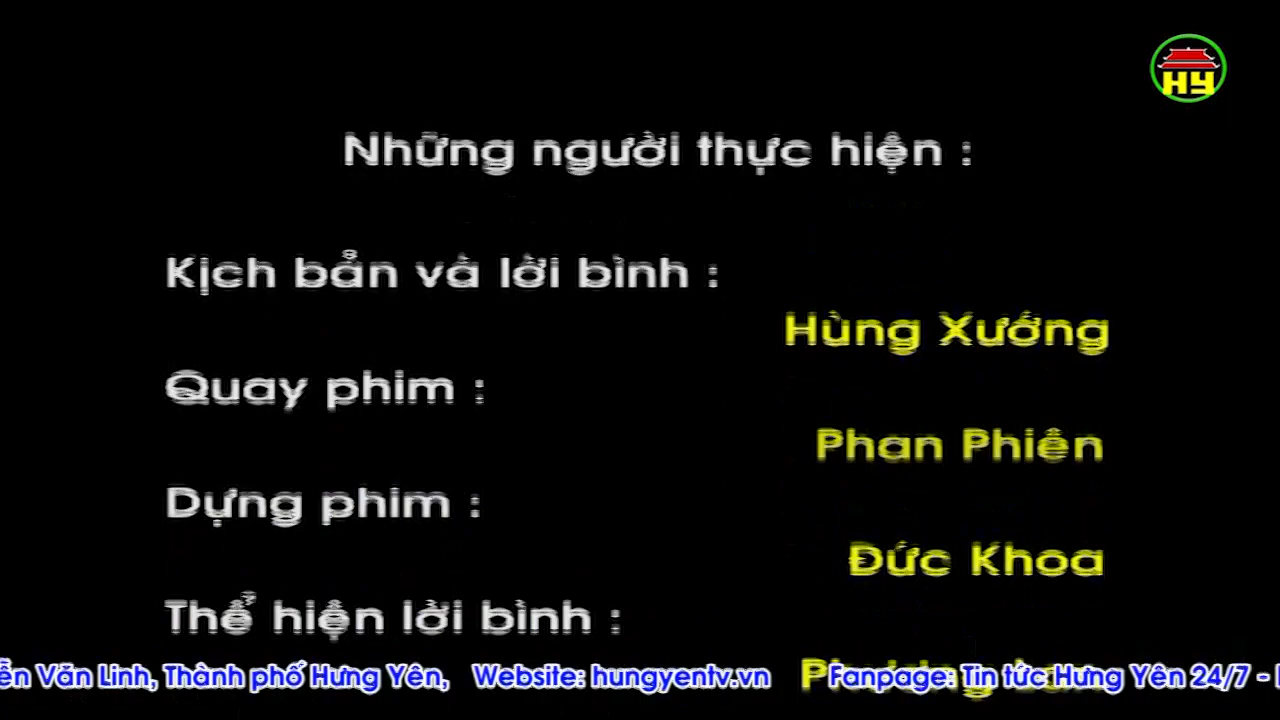 HY
Những người thực hiện :
Kịch bản và lời bình :
Hùng Xướng
Quay phim :
Phan Phiên
Dựng phim :
Đức Khoa
Thể hiện lời bình :
Văn Linh, Thành phố Hưng Yên, Website: hungyentv.vn Fanpage: Tin tức Hưng Yên 24/7 -